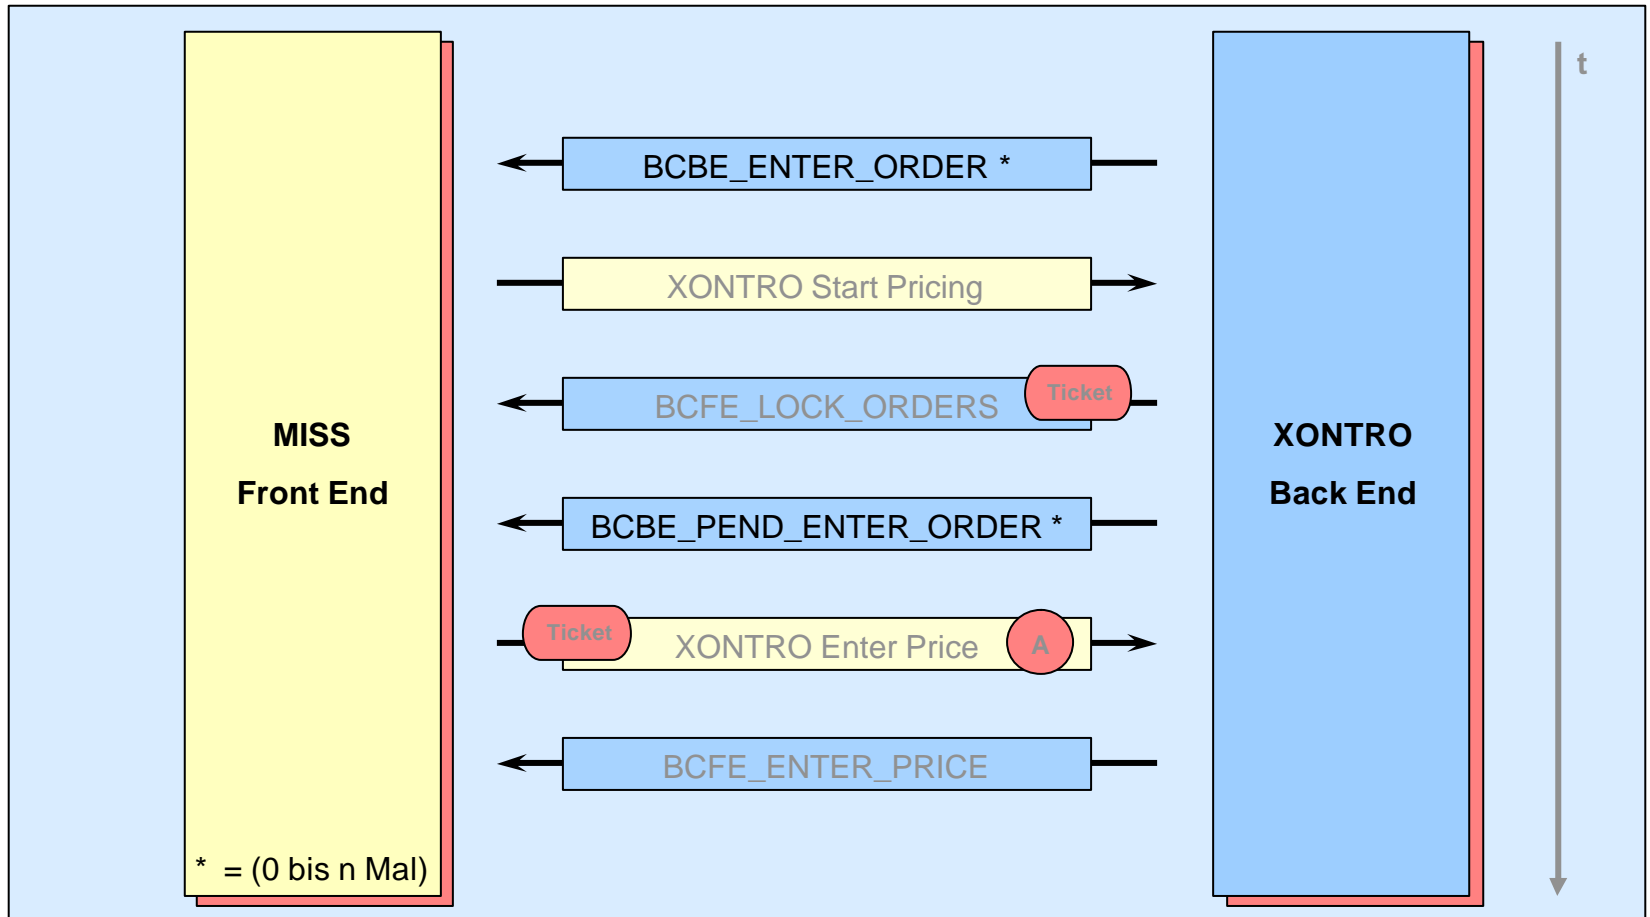 t
BCBE_ENTER_ORDER *
XONTRO Start Pricing
Ticket
BCFE_LOCK_ORDERS
MISS
Front End
XONTRO
Back End
BCBE_PEND_ENTER_ORDER *
Ticket
XONTRO Enter Price
A
BCFE_ENTER_PRICE
* = (0 bis n Mal)